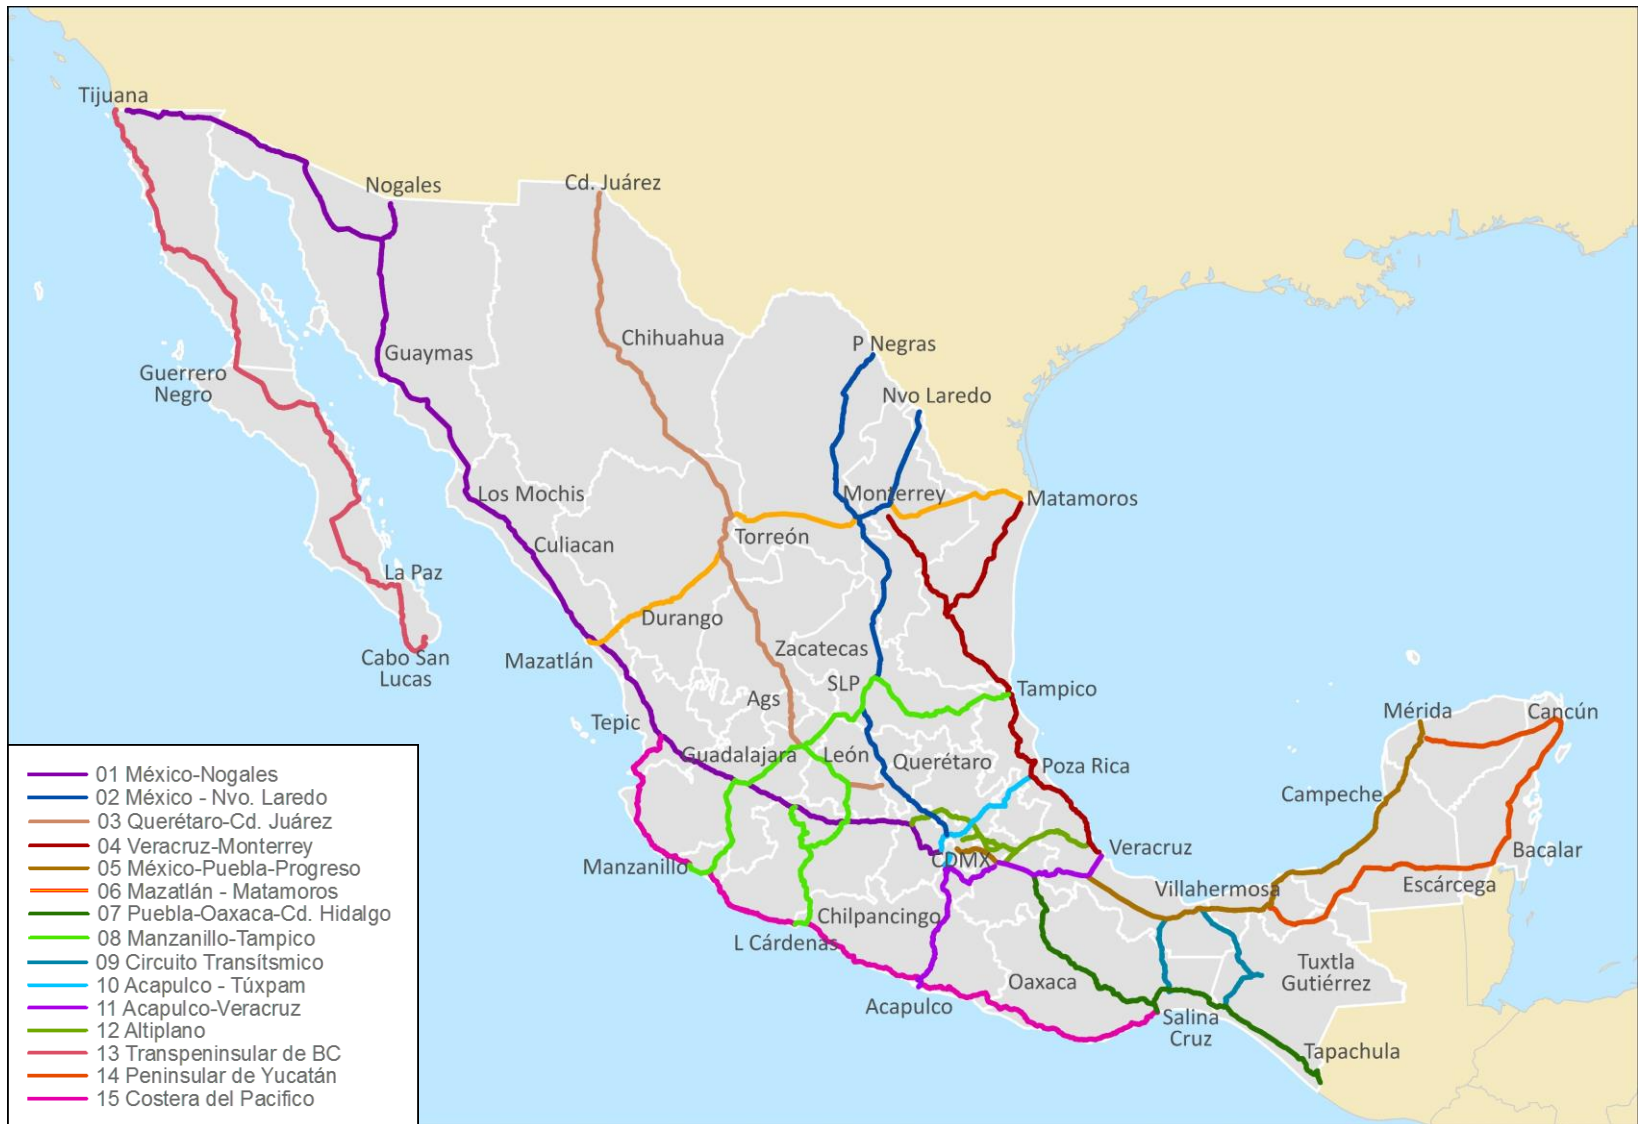 Tijuana
Nogales
Cd. Juárez
Chihuahua
P Negras
Guaymas
Guerrero
Negro
Nvo Laredo
Los Mochis
Monterrey
Matamoros
Culiacan
Torreón
La Paz
Durango
Cabo San
Lucas
Mazatlán
Zacatecas
SLP
Tampico
Ags
Tepic
Mérida
Cancún
Guadalajara
León
Querétaro
Poza Rica
Campeche
Veracruz
Bacalar
CDMX
Manzanillo
Villahermosa
Escárcega
Chilpancingo
L Cárdenas
Oaxaca
Tuxtla
Gutiérrez
Acapulco
Salina
Cruz
Tapachula
01 México-Nogales
02 México - Nvo. Laredo
03 Querétaro-Cd. Juárez
04 Veracruz-Monterrey
05 México-Puebla-Progreso
06 Mazatlán - Matamoros
07 Puebla-Oaxaca-Cd. Hidalgo
08 Manzanillo-Tampico
09 Circuito Transítsmico
10 Acapulco - Túxpam
11 Acapulco-Veracruz
12 Altiplano
13 Transpeninsular de BC
14 Peninsular de Yucatán
15 Costera del Pacifico